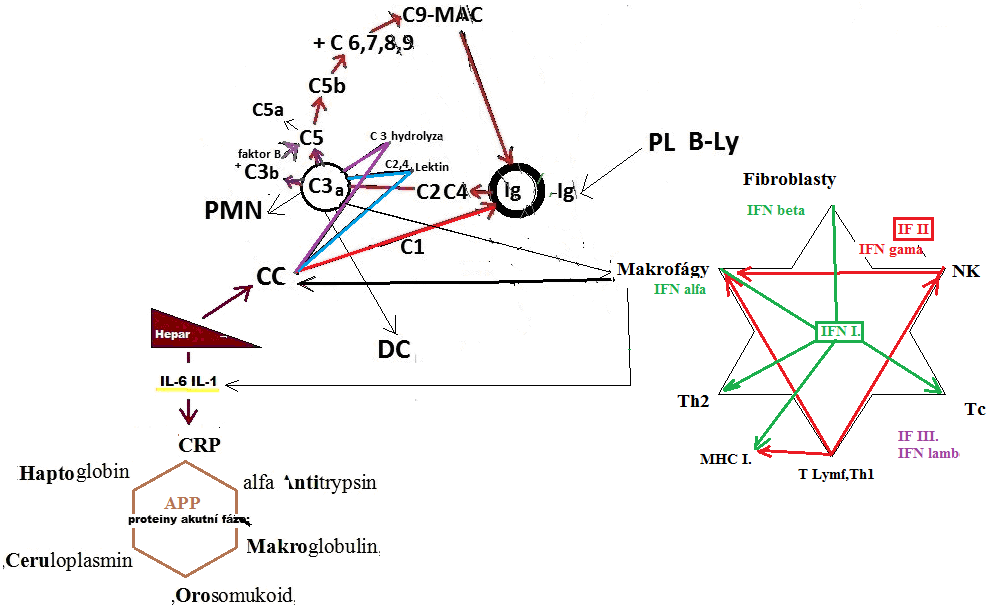 C9-MAC
+ C 6,7,8,9
C5b
C5a
C5
C 3 hydrolyza
faktor B
+
C3b
C3a
C2,4, Lektin
C2 C4
Ig
-Ig
PL B-Ly
PMN
C1
CC
DC
Hepar
IL-6 IL-1
CRP
Haptoglobin
alfa Antitrypsin
APP
proteiny akutní fáze;
Makroglobulin,
,Ceruloplasmin
,Orosomukoid,
Fibroblasty
IFN beta
IF II
IFN gama
Makrofágy
IFN alfa
NK
IFN I.
Th2
Tc
MHC I.
IF III.
IFN lamb
T Lymf,Th1